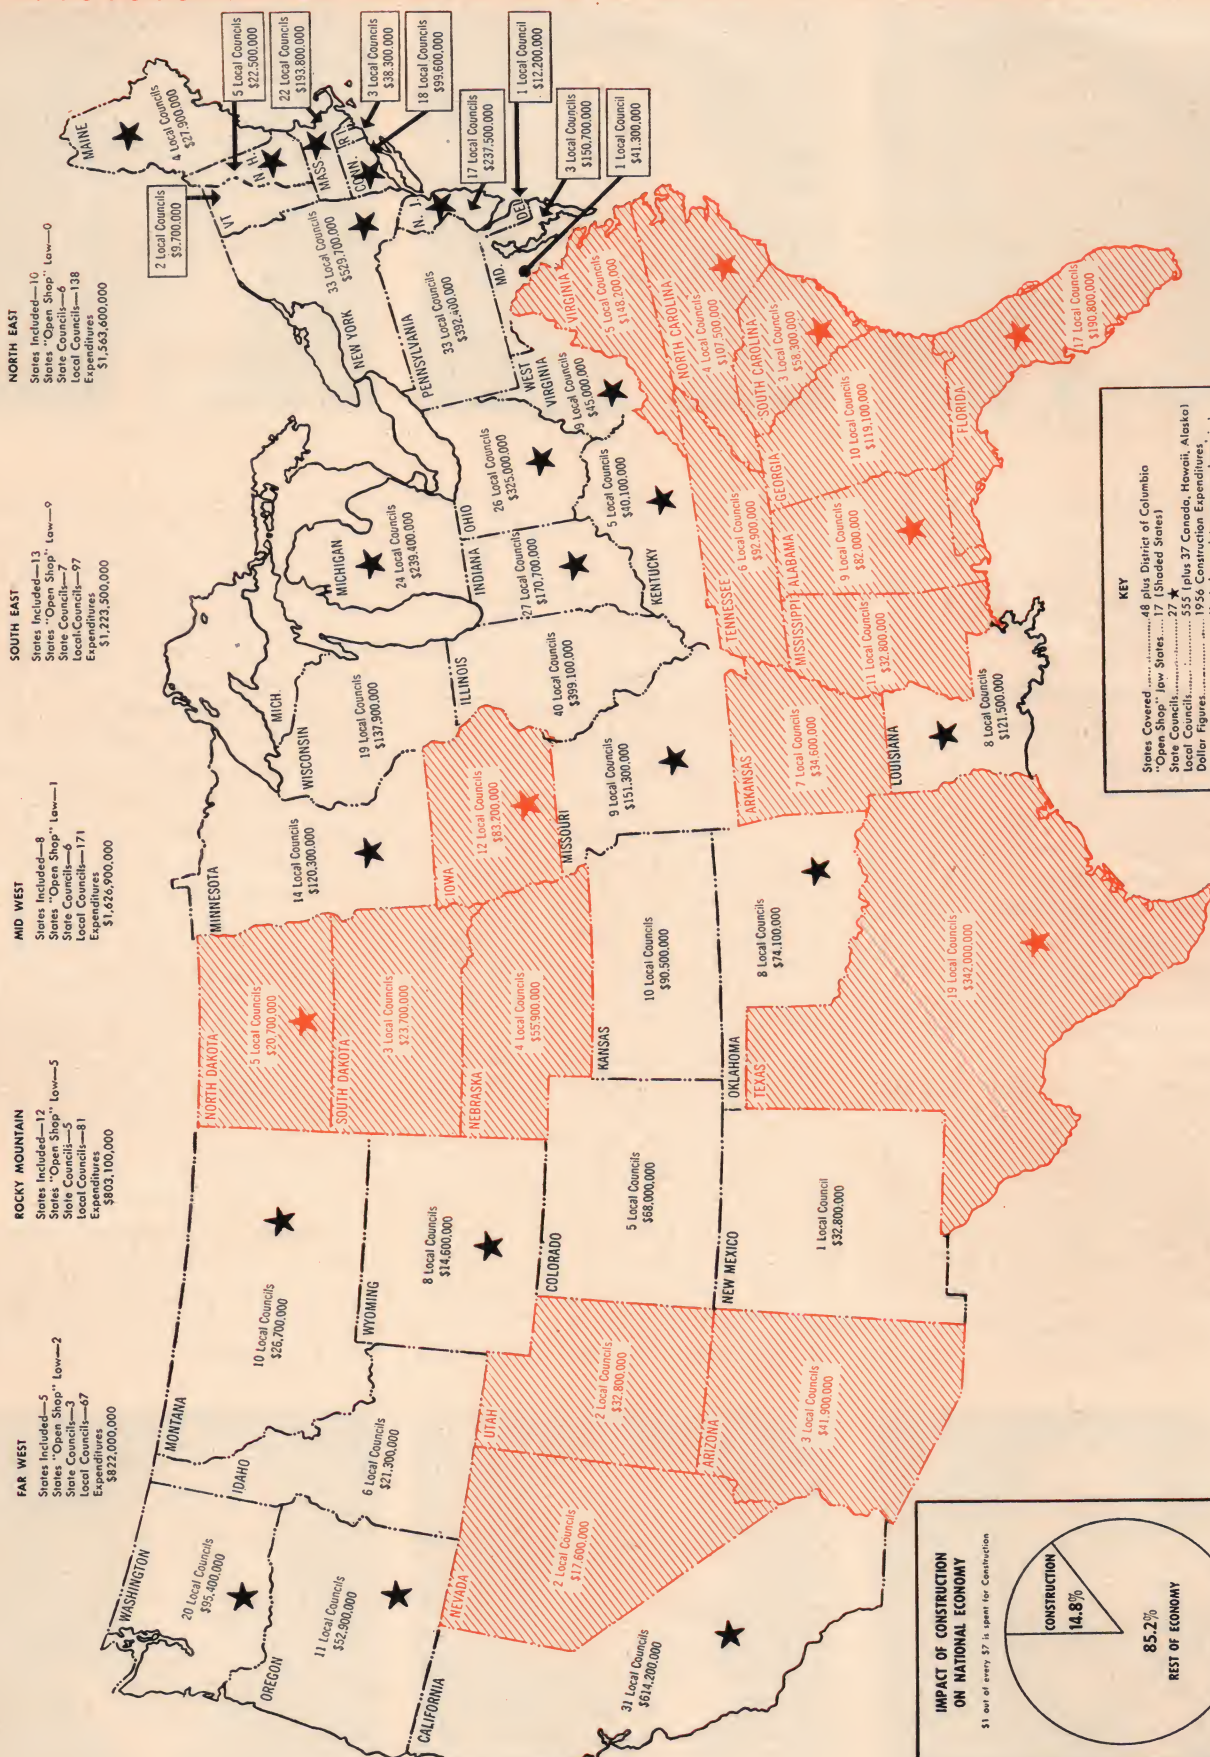 FAR WEST
States Included—5
States "Open Shop" Law—2
State Councils—3
Local Councils—67
Expenditures
$822,000,000
ROCKY MOUNTAIN
States Included—12
States "Open Shop" Law—5
State Councils—5
Local Councils—81
Expenditures
$803,100,000
MID WEST
States Included—8
States "Open Shop" Law—1
State Councils—6
Local Councils—171
Expenditures
$1,626,900,000
SOUTH EAST
States Included—13
States "Open Shop" Law—9
State Councils—7
Local Councils—97
Expenditures
$1,223,500,000
NORTH EAST
States Included—10
States "Open Shop" Law—0
State Councils—6
Local Councils—138
Expenditures
$1,563,600,000
WASHINGTON
20 Local Councils
$95,400,000
OREGON
11 Local Councils
$52,900,000
CALIFORNIA
31 Local Councils
$614,200,000
NEVADA
2 Local Councils
$17,600,000
IDAHO
6 Local Councils
$21,300,000
MONTANA
10 Local Councils
$26,700,000
WYOMING
8 Local Councils
$14,600,000
UTAH
2 Local Councils
$32,800,000
ARIZONA
3 Local Councils
$41,900,000
COLORADO
5 Local Councils
$68,000,000
NEW MEXICO
1 Local Council
$32,800,000
NORTH DAKOTA
5 Local Councils
$20,700,000
SOUTH DAKOTA
3 Local Councils
$23,700,000
NEBRASKA
4 Local Councils
$55,900,000
KANSAS
10 Local Councils
$90,500,000
OKLAHOMA
8 Local Councils
$74,100,000
TEXAS
19 Local Councils
$342,000,000
MINNESOTA
14 Local Councils
$120,300,000
IOWA
12 Local Councils
$83,200,000
MISSOURI
9 Local Councils
$151,300,000
ARKANSAS
7 Local Councils
$34,600,000
LOUISIANA
8 Local Councils
$121,500,000
MICH.
WISCONSIN
19 Local Councils
$137,900,000
ILLINOIS
40 Local Councils
$399,100,000
MICHIGAN
24 Local Councils
$239,400,000
INDIANA
27 Local Councils
$170,700,000
OHIO
26 Local Councils
$325,000,000
KENTUCKY
5 Local Councils
$40,100,000
TENNESSEE
6 Local Councils
$92,900,000
MISSISSIPPI
11 Local Councils
$32,800,000
ALABAMA
9 Local Councils
$82,000,000
GEORGIA
10 Local Councils
$119,100,000
FLORIDA
17 Local Councils
$190,800,000
SOUTH CAROLINA
3 Local Councils
$58,300,000
NORTH CAROLINA
4 Local Councils
$107,500,000
VIRGINIA
5 Local Councils
$148,200,000
WEST
VIRGINIA
9 Local Councils
$45,000,000
PENNSYLVANIA
33 Local Councils
$392,400,000
NEW YORK
33 Local Councils
$529,700,000
VT.
2 Local Councils
$9,700,000
N. H.
MAINE
4 Local Councils
$27,900,000
MASS.
CONN.
R.I.
N. J.
DEL.
MD.
5 Local Councils
$22,500,000
22 Local Councils
$193,800,000
3 Local Councils
$38,300,000
18 Local Councils
$99,600,000
17 Local Councils
$237,500,000
1 Local Council
$12,200,000
3 Local Councils
$150,700,000
1 Local Council
$41,300,000
IMPACT OF CONSTRUCTION
ON NATIONAL ECONOMY
$1 out of every $7 is spent for Construction
CONSTRUCTION
14.8%
85.2%
REST OF ECONOMY
KEY
States Covered 48 plus District of Columbia
"Open Shop" law States 17 (Shaded States)
State Councils 27 ★
Local Councils 555 (plus 37 Canada, Hawaii, Alaska)
Dollar Figures 1956 Construction Expenditures